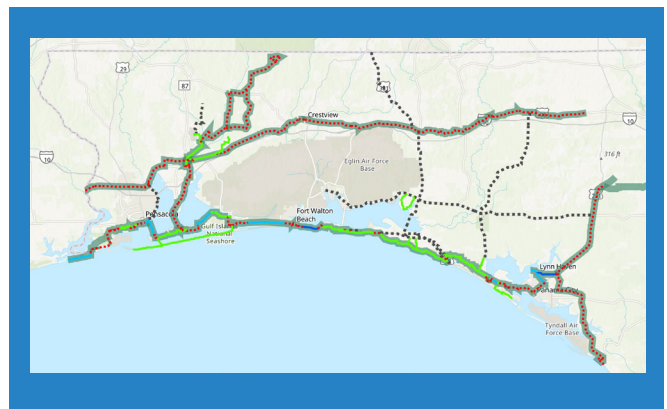 29
87
Crestview
10
10
316 ft
Eglin Air Force
Base
Pensacola
Fort Walton
Beach
Gulf Islands
National
Seashore
Lynn Haven
Tyndall Air
Force Base